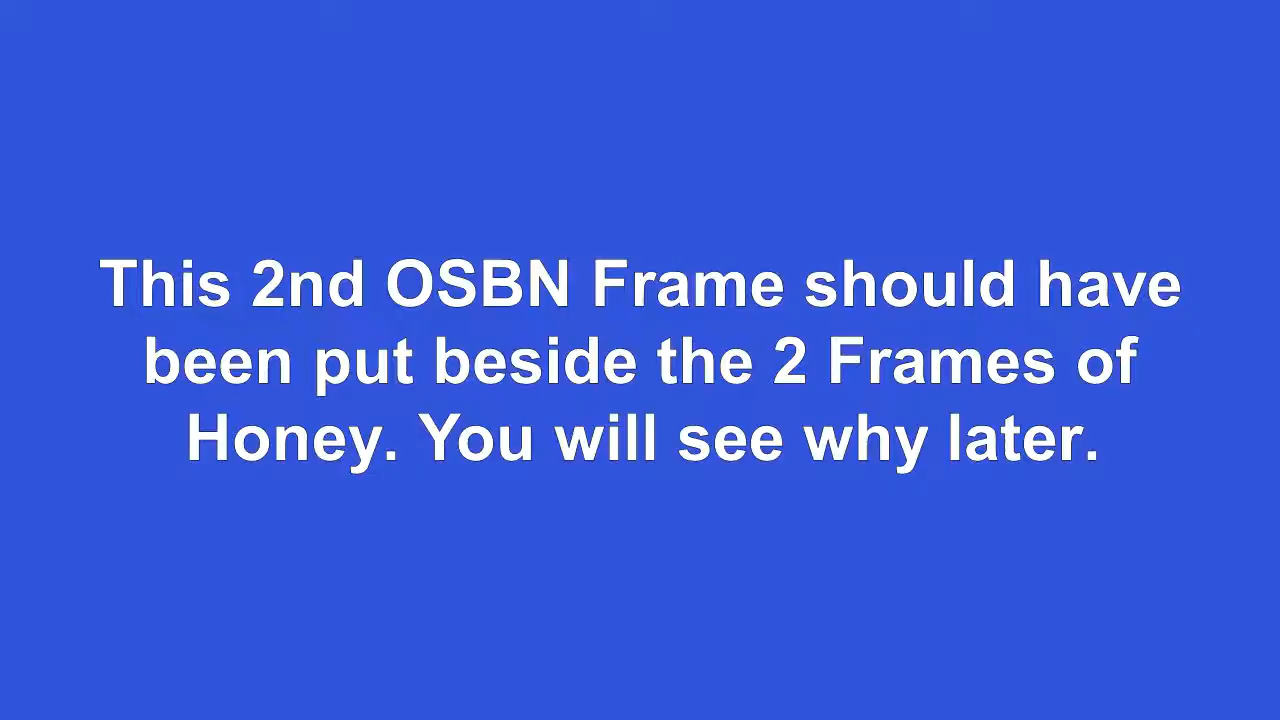 This 2nd OSBN Frame should have
been put beside the 2 Frames of
Honey. You will see why later.